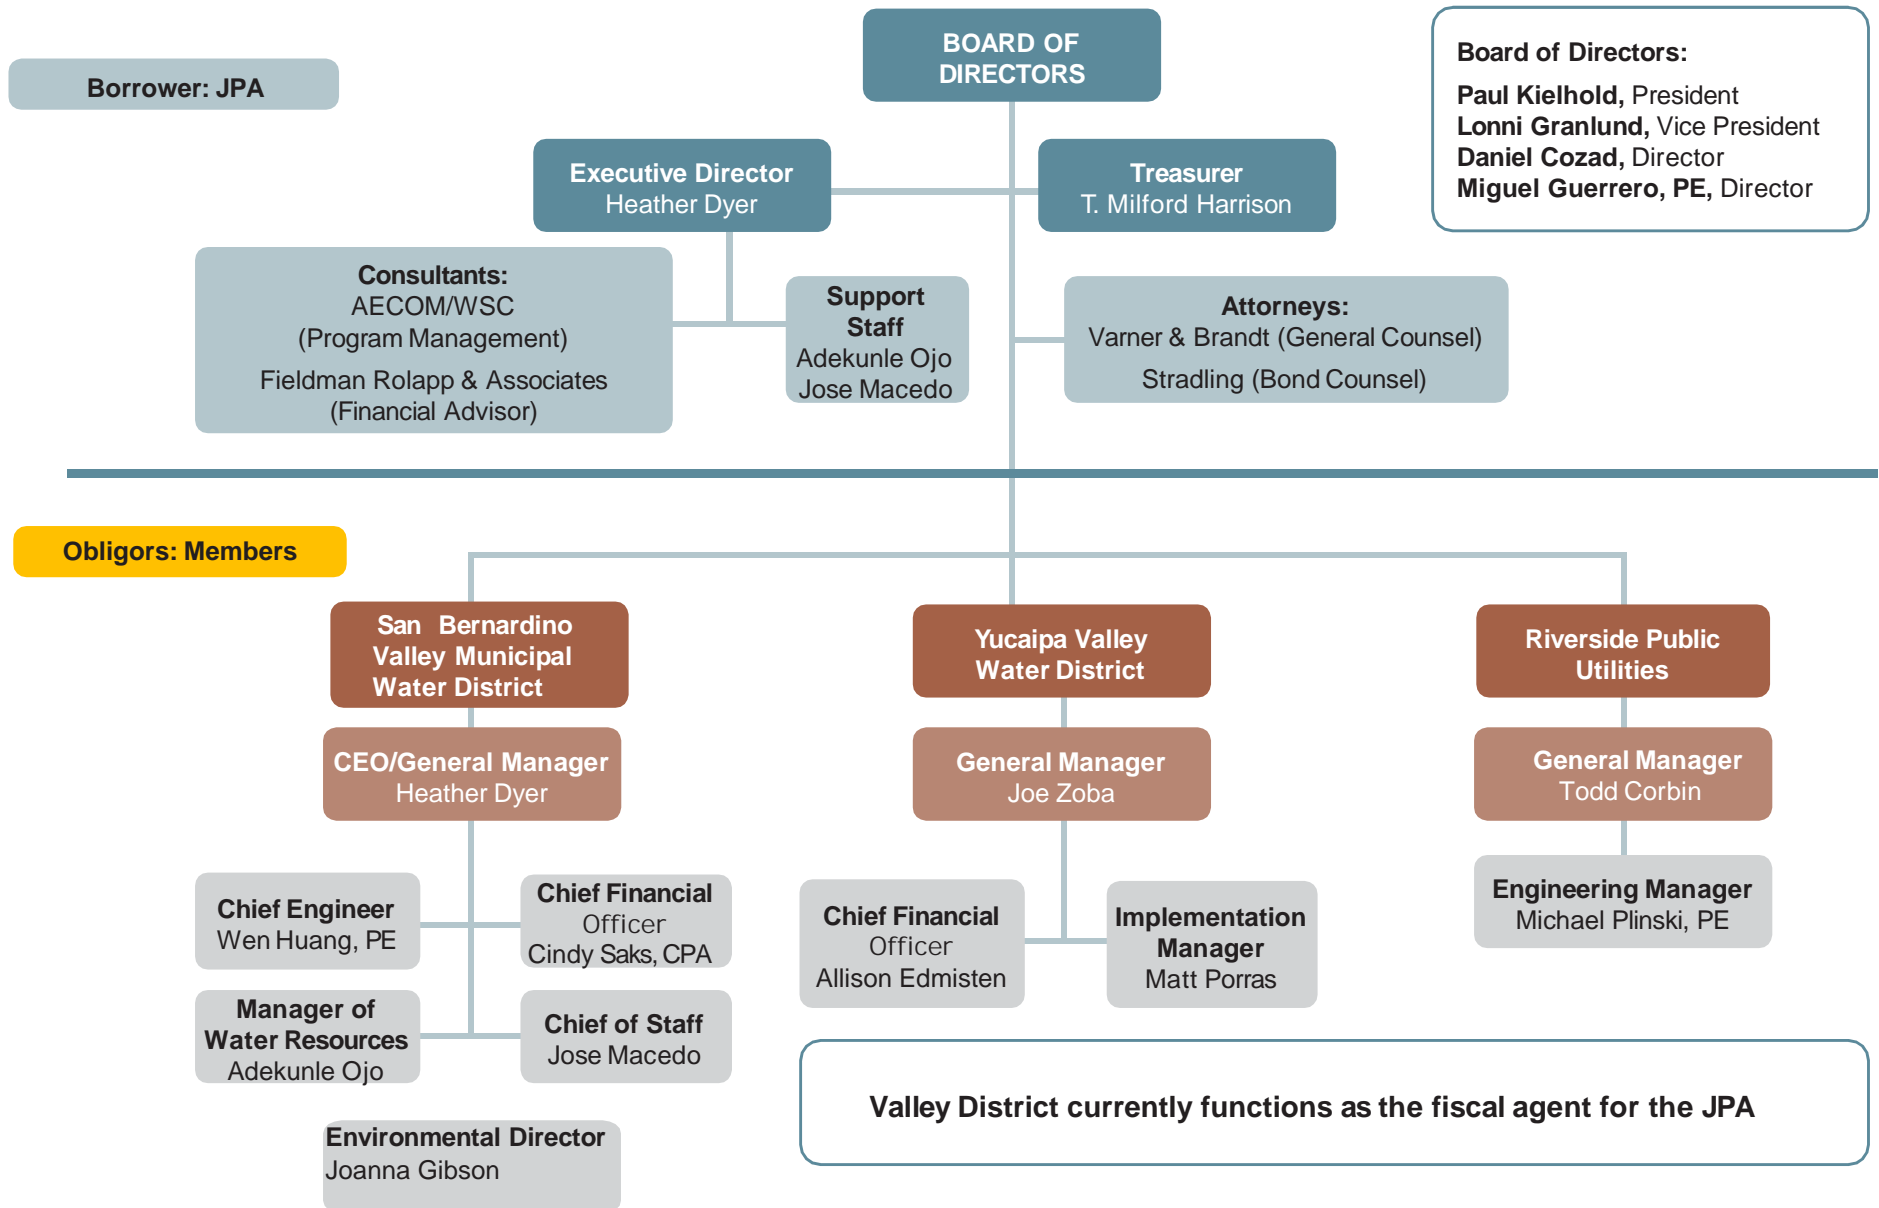 BOARD OF
DIRECTORS
Board of Directors:
Paul Kielhold, President
Lonni Granlund, Vice President
Daniel Cozad, Director
Miguel Guerrero, PE, Director
Borrower: JPA
Executive Director
Heather Dyer
Treasurer
T. Milford Harrison
Consultants:
AECOM/WSC
(Program Management)
Fieldman Rolapp & Associates
(Financial Advisor)
Support
Staff
Adekunle Ojo
Jose Macedo
Attorneys:
Varner & Brandt (General Counsel)
Stradling (Bond Counsel)
Obligors: Members
San Bernardino
Valley Municipal
Water District
Yucaipa Valley
Water District
Riverside Public
Utilities
CEO/General Manager
Heather Dyer
General Manager
Joe Zoba
General Manager
Todd Corbin
Chief Engineer
Wen Huang, PE
Chief Financial
Officer
Cindy Saks, CPA
Chief Financial
Officer
Allison Edmisten
Implementation
Manager
Matt Porras
Engineering Manager
Michael Plinski, PE
Manager of
Water Resources
Adekunle Ojo
Chief of Staff
Jose Macedo
Environmental Director
Joanna Gibson
Valley District currently functions as the fiscal agent for the JPA